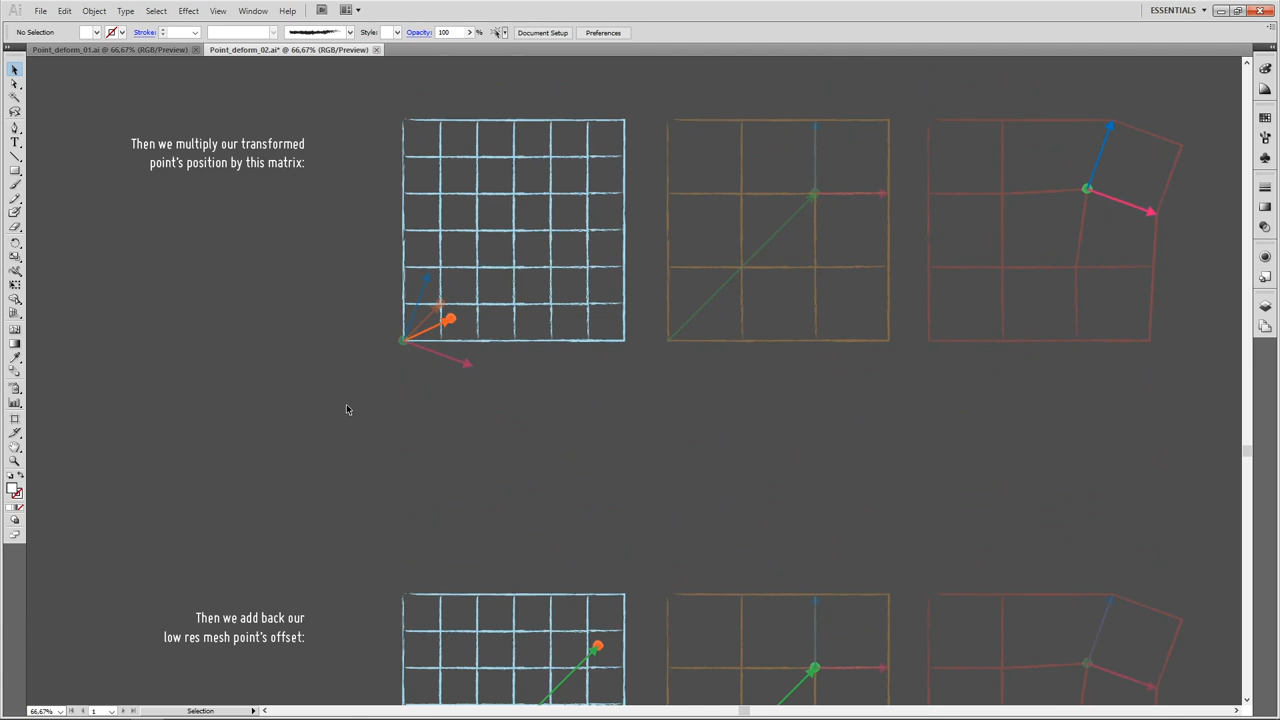 Ai File Edit Object Type Select Effect View Window Help ESSENTIALS
No Selection Stroke: Style: Opacity: 100 % Document Setup Preferences
Point_deform_01.ai @ 66,67% (RGB/Preview) Point_deform_02.ai* @ 66,67% (RGB/Preview)
Then we multiply our transformed
point's position by this matrix:
Then we add back our
low res mesh point's offset:
66,67% 1 Selection